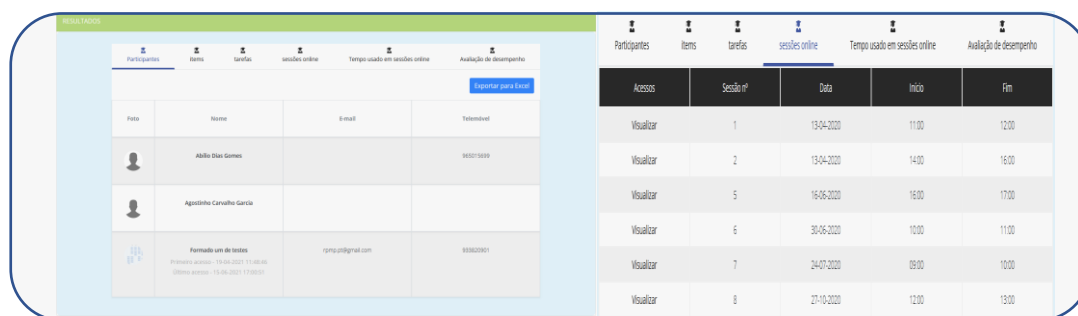 RESULTADOS
Participantes items tarefas sessões online Tempo usado em sessões online Avaliação de desempenho
Exportar para Excel
Foto Nome E-mail Telemóvel
Abílio Dias Gomes 965015699
Agostinho Carvalho Garcia
Formado um de testes rpmp.pt@gmail.com 933620901
Primeiro acesso - 19-06-2021 11:48:06
Último acesso - 15-06-2021 17:00:51
Participantes items tarefas sessões online Tempo usado em sessões online Avaliação de desempenho
Acessos Sessão nº Data Início Fim
Visualizar 1 13-04-2020 11:00 12:00
Visualizar 2 13-04-2020 14:00 16:00
Visualizar 5 16-06-2020 16:00 17:00
Visualizar 6 30-06-2020 10:00 11:00
Visualizar 7 24-07-2020 09:00 10:00
Visualizar 8 27-10-2020 12:00 13:00